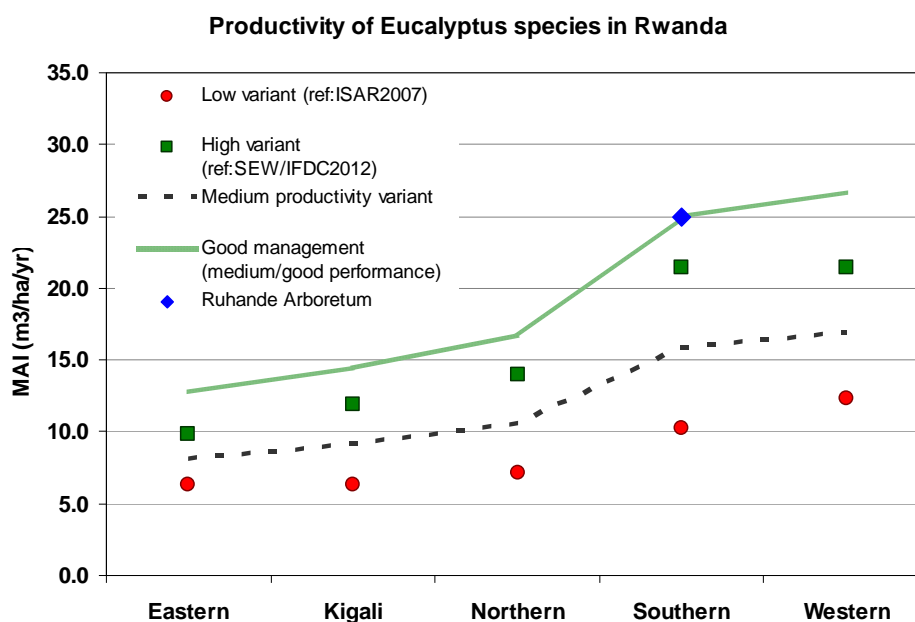 Productivity of Eucalyptus species in Rwanda
35.0
30.0
25.0
20.0
15.0
10.0
5.0
0.0
MAI (m3/ha/yr)
Low variant (ref:ISAR2007)
High variant
(ref:SEW/IFDC2012)
Medium productivity variant
Good management
(medium/good performance)
Ruhande Arboretum
Eastern Kigali Northern Southern Western